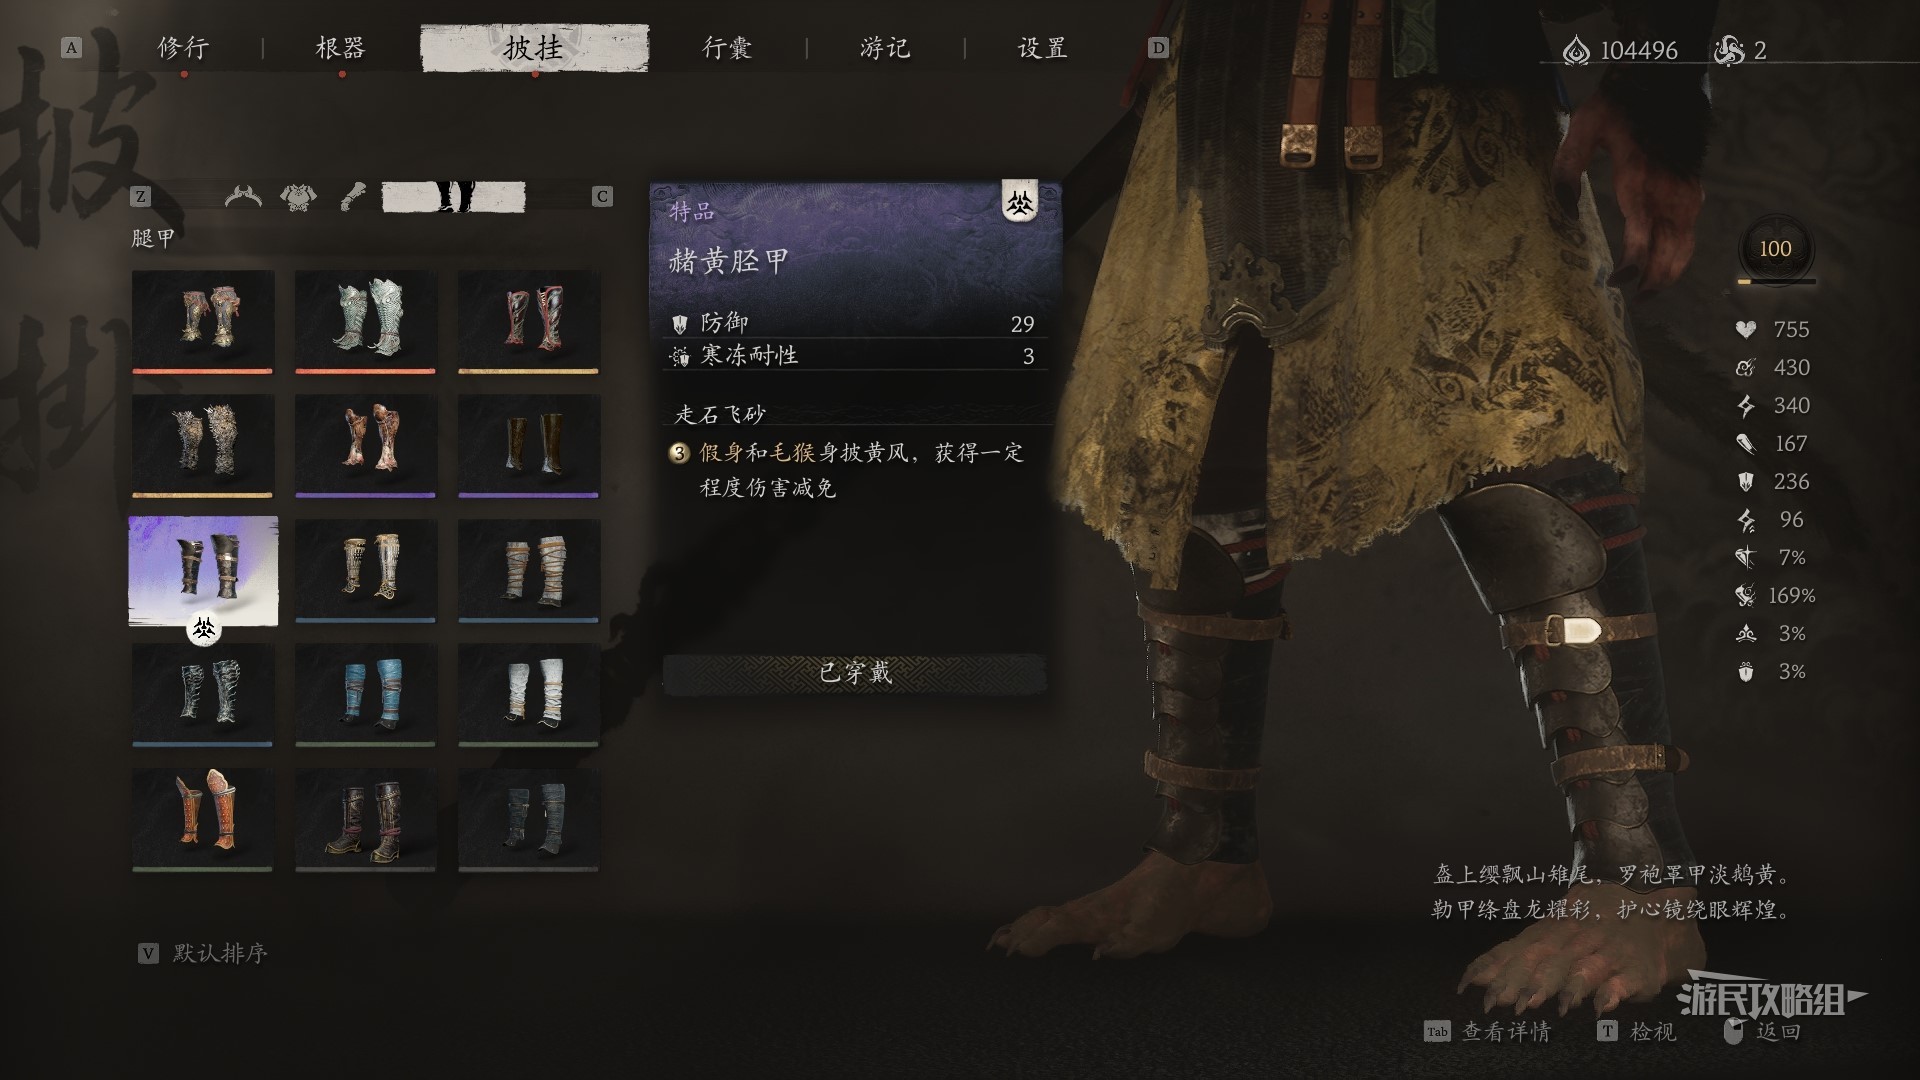 A 修行 根器 披挂 行囊 游记 设置 D 104496 2
披挂
Z C
腿甲
特品
赭黄胫甲
防御 29
寒冻耐性 3
走石飞砂
3 假身和毛猴身披黄风，获得一定
程度伤害减免
已穿戴
100
755
430
340
167
236
96
7%
169%
3%
3%
盔上缨飘山雉尾，罗袍罩甲淡鹅黄。
勒甲绦盘龙耀彩，护心镜绕眼辉煌。
V 默认排序
游民攻略组
Tab 查看详情 T 检视 返回